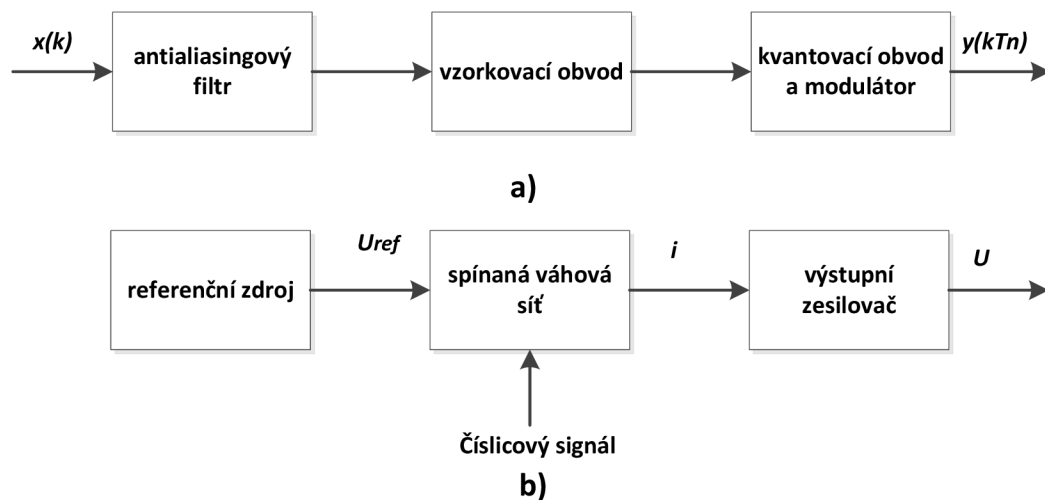 x(k)
antialiasingový
filtr
vzorkovací obvod
kvantovací obvod
a modulátor
y(kTn)
a)
referenční zdroj
Uref
spínaná váhová
síť
i
výstupní
zesilovač
U
Číslicový signál
b)